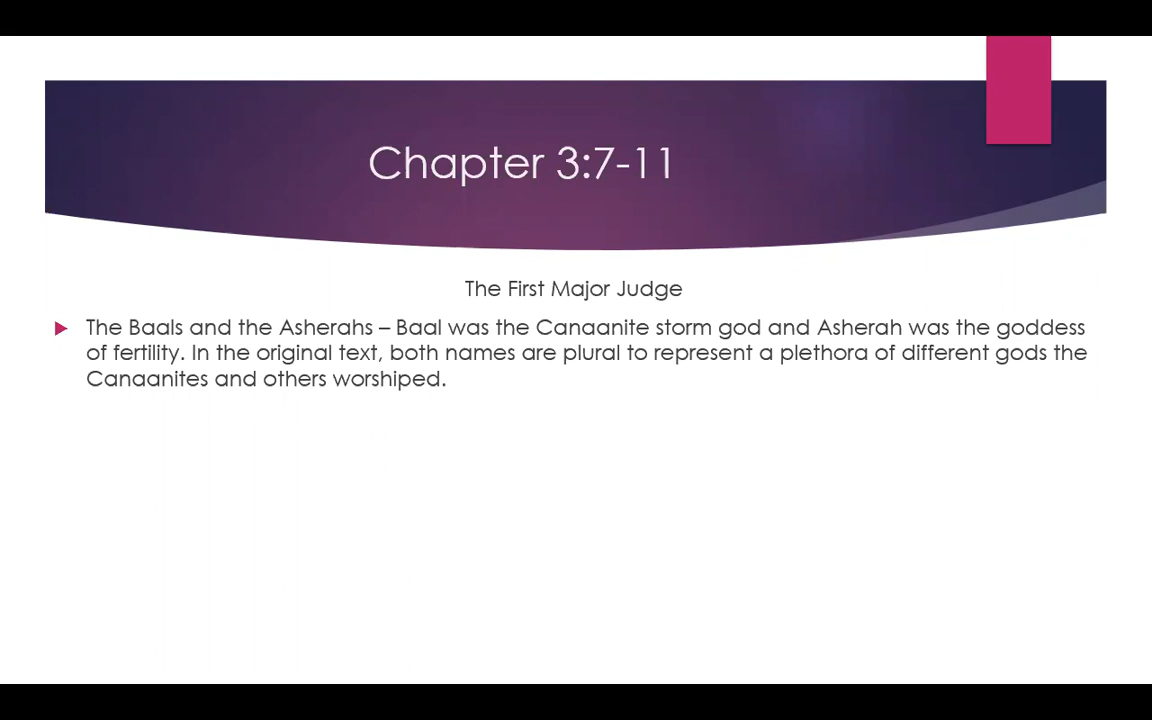 Chapter 3:7-11
The First Major Judge
The Baals and the Asherahs – Baal was the Canaanite storm god and Asherah was the goddess
of fertility. In the original text, both names are plural to represent a plethora of different gods the
Canaanites and others worshiped.